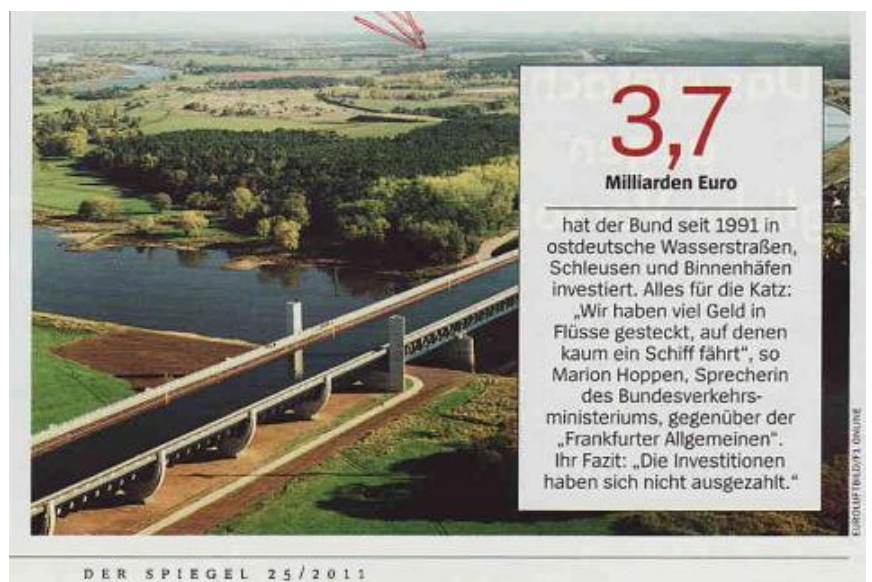 3,7
Milliarden Euro
hat der Bund seit 1991 in
ostdeutsche Wasserstraßen,
Schleusen und Binnenhäfen
investiert. Alles für die Katz:
„Wir haben viel Geld in
Flüsse gesteckt, auf denen
kaum ein Schiff fährt“, so
Marion Hoppen, Sprecherin
des Bundesverkehrs-
ministeriums, gegenüber der
„Frankfurter Allgemeinen“.
Ihr Fazit: „Die Investitionen
haben sich nicht ausgezahlt.“
EUROLUFTBILD/F1 ONLINE
DER SPIEGEL 25/2011